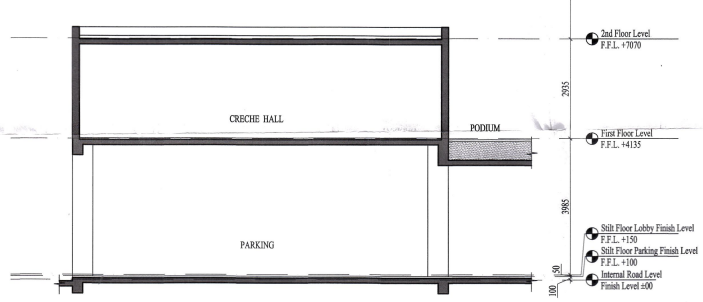 2nd Floor Level
F.F.L. +7070
2935
CRECHE HALL
PODIUM
First Floor Level
F.F.L. +4135
3985
Stilt Floor Lobby Finish Level
F.F.L. +150
PARKING
Stilt Floor Parking Finish Level
F.F.L. +100
50
Internal Road Level
Finish Level ±00
100